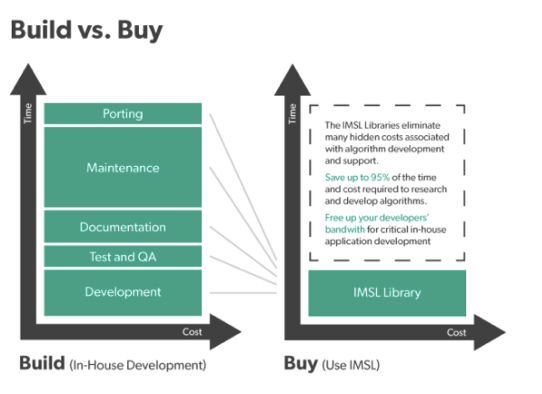 Build vs. Buy
Time
Porting
Maintenance
Documentation
Test and QA
Development
Cost
Build (In-House Development)
Time
The IMSL Libraries eliminate
many hidden costs associated
with algorithm development
and support.
Save up to 95% of the time
and cost required to research
and develop algorithms.
Free up your developers'
bandwith for critical in-house
application development
IMSL Library
Cost
Buy (Use IMSL)